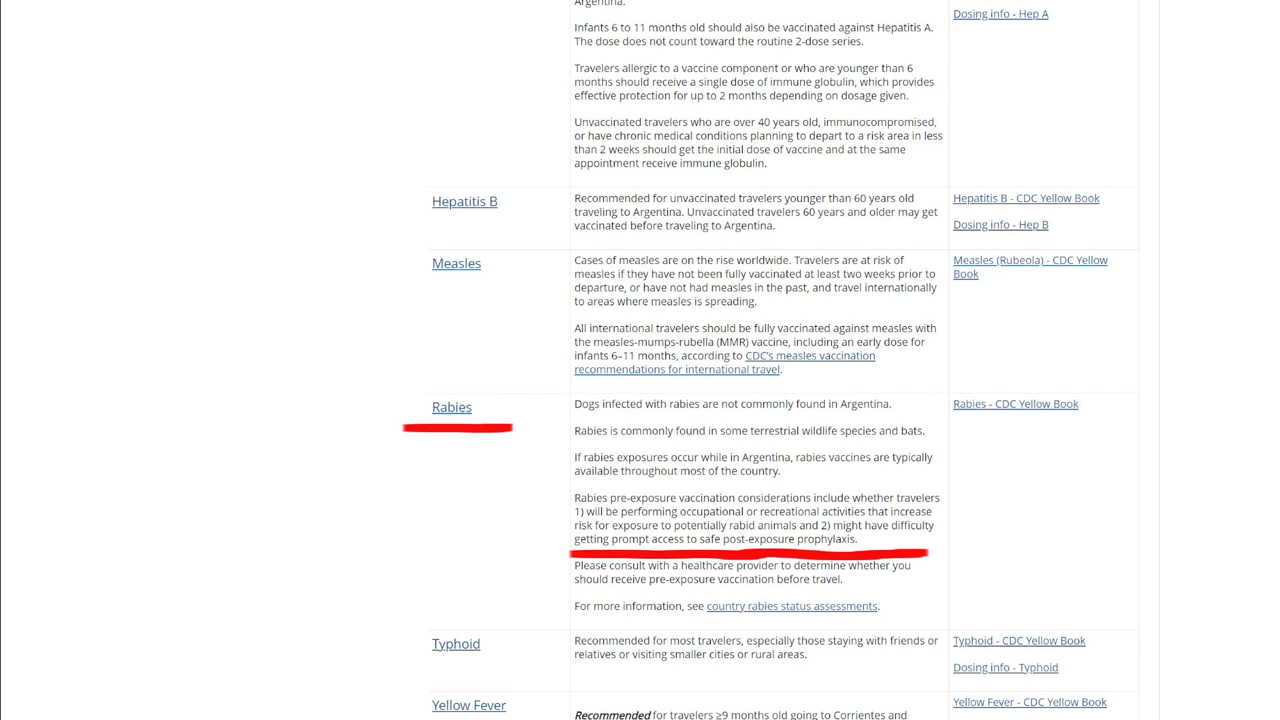 Argentina.
Dosing info - Hep A
Infants 6 to 11 months old should also be vaccinated against Hepatitis A.
The dose does not count toward the routine 2-dose series.
Travelers allergic to a vaccine component or who are younger than 6
months should receive a single dose of immune globulin, which provides
effective protection for up to 2 months depending on dosage given.
Unvaccinated travelers who are over 40 years old, immunocompromised,
or have chronic medical conditions planning to depart to a risk area in less
than 2 weeks should get the initial dose of vaccine and at the same
appointment receive immune globulin.
Hepatitis B
Recommended for unvaccinated travelers younger than 60 years old
traveling to Argentina. Unvaccinated travelers 60 years and older may get
vaccinated before traveling to Argentina.
Hepatitis B - CDC Yellow Book
Dosing info - Hep B
Measles
Cases of measles are on the rise worldwide. Travelers are at risk of
measles if they have not been fully vaccinated at least two weeks prior to
departure, or have not had measles in the past, and travel internationally
to areas where measles is spreading.
All international travelers should be fully vaccinated against measles with
the measles-mumps-rubella (MMR) vaccine, including an early dose for
infants 6–11 months, according to CDC's measles vaccination
recommendations for international travel.
Measles (Rubeola) - CDC Yellow
Book
Rabies
Dogs infected with rabies are not commonly found in Argentina.
Rabies is commonly found in some terrestrial wildlife species and bats.
If rabies exposures occur while in Argentina, rabies vaccines are typically
available throughout most of the country.
Rabies pre-exposure vaccination considerations include whether travelers
1) will be performing occupational or recreational activities that increase
risk for exposure to potentially rabid animals and 2) might have difficulty
getting prompt access to safe post-exposure prophylaxis.
Please consult with a healthcare provider to determine whether you
should receive pre-exposure vaccination before travel.
For more information, see country rabies status assessments.
Rabies - CDC Yellow Book
Typhoid
Recommended for most travelers, especially those staying with friends or
relatives or visiting smaller cities or rural areas.
Typhoid - CDC Yellow Book
Dosing info - Typhoid
Yellow Fever
Recommended for travelers ≥9 months old going to Corrientes and
Yellow Fever - CDC Yellow Book